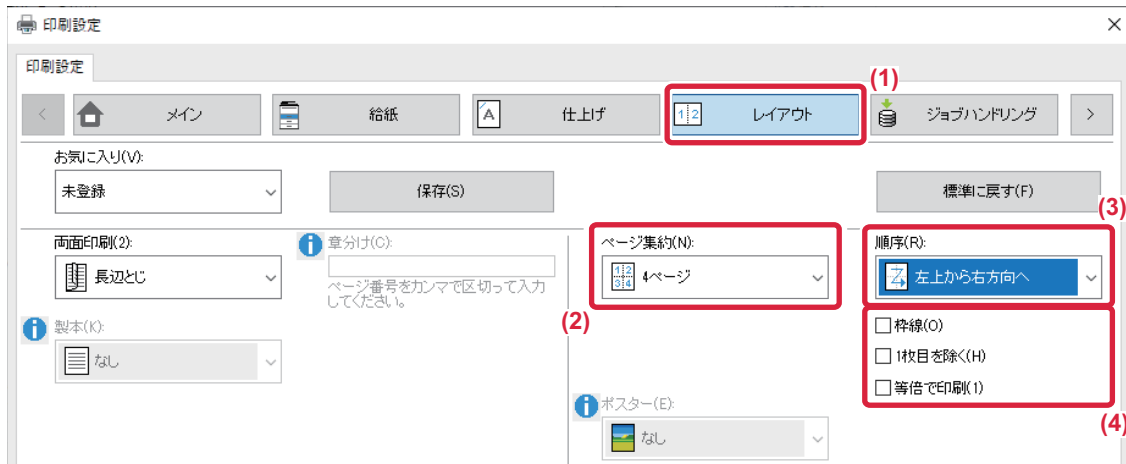 印刷設定
印刷設定
(1)
メイン
給紙
仕上げ
レイアウト
ジョブハンドリング
お気に入り(V):
未登録
保存(S)
標準に戻す(F)
(3)
両面印刷(2):
長辺とじ
章分け(C):
ページ番号をカンマで区切って入力
してください。
ページ集約(N):
4ページ
順序(R):
左上から右方向へ
(2)
製本(K):
なし
枠線(O)
1枚目を除く(H)
等倍で印刷(1)
(4)
ポスター(E):
なし